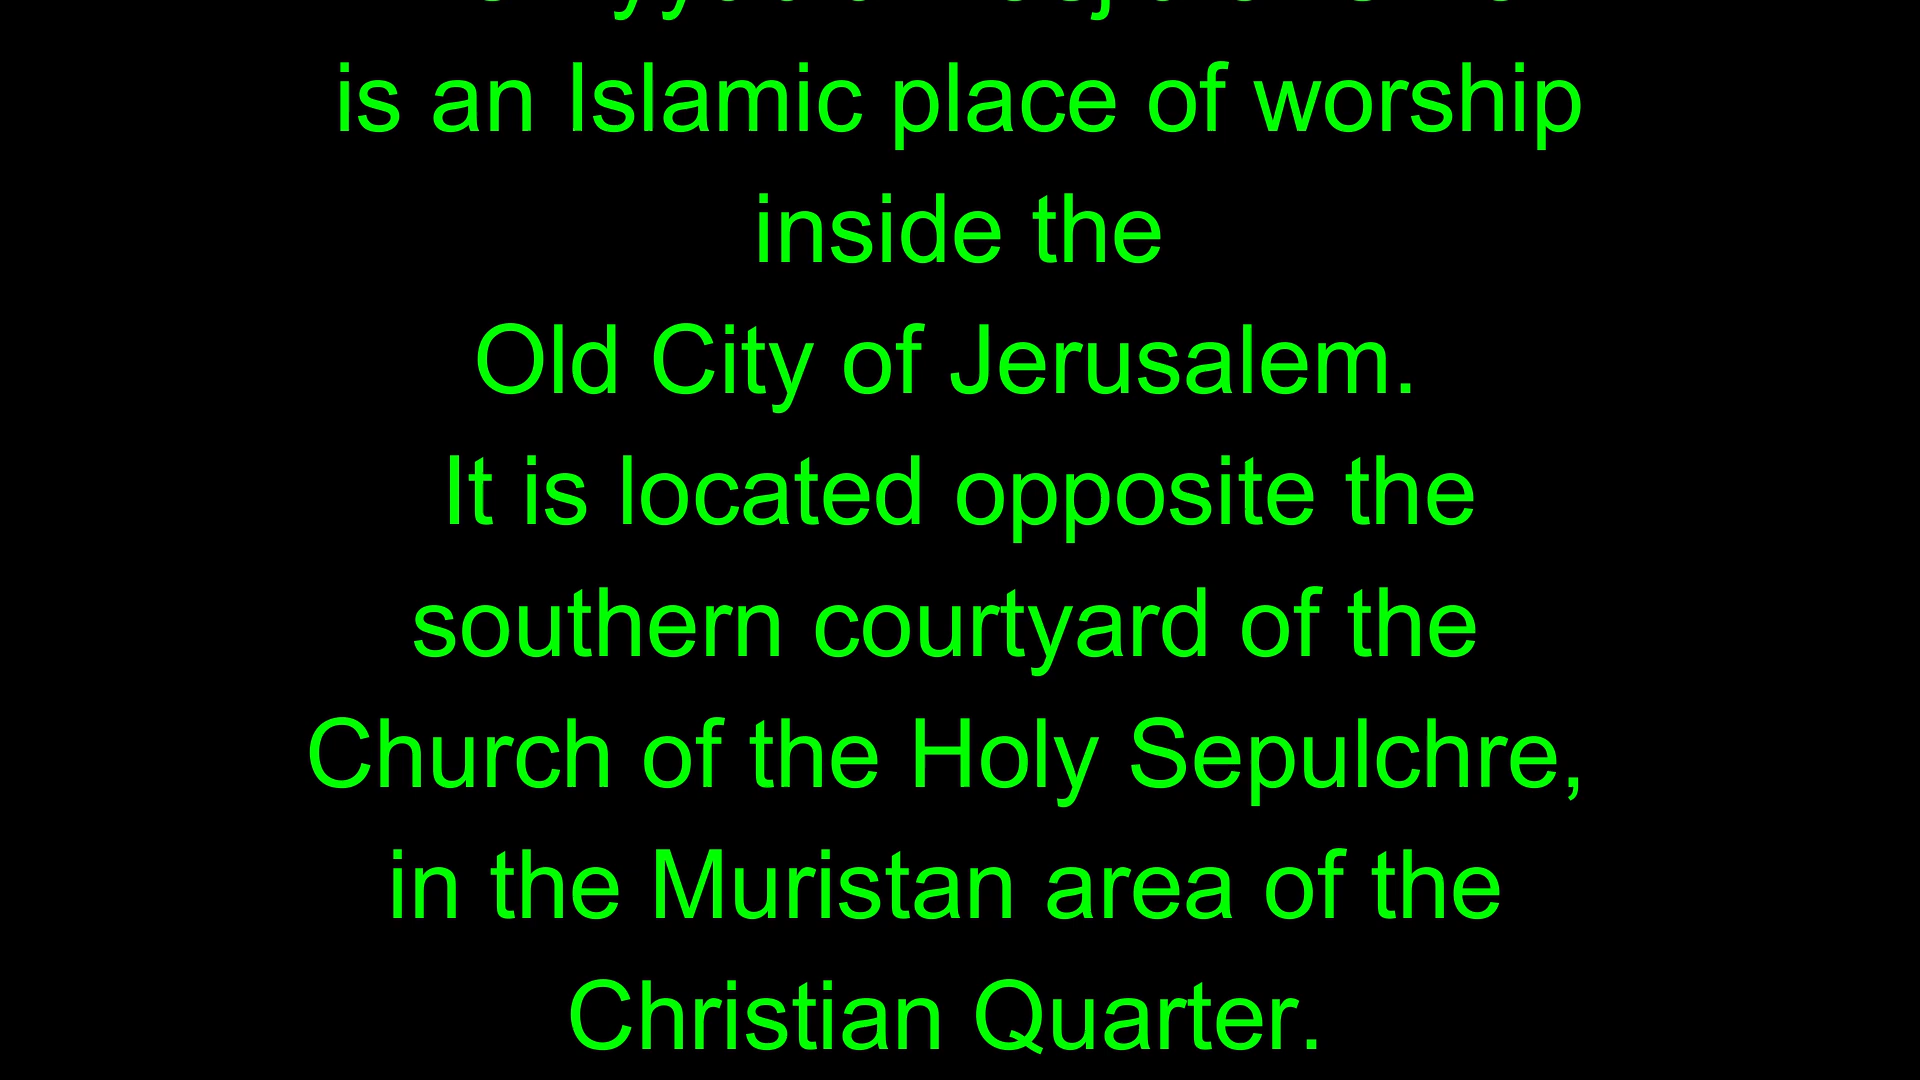 is an Islamic place of worship
inside the
Old City of Jerusalem.
It is located opposite the
southern courtyard of the
Church of the Holy Sepulchre,
in the Muristan area of the
Christian Quarter.